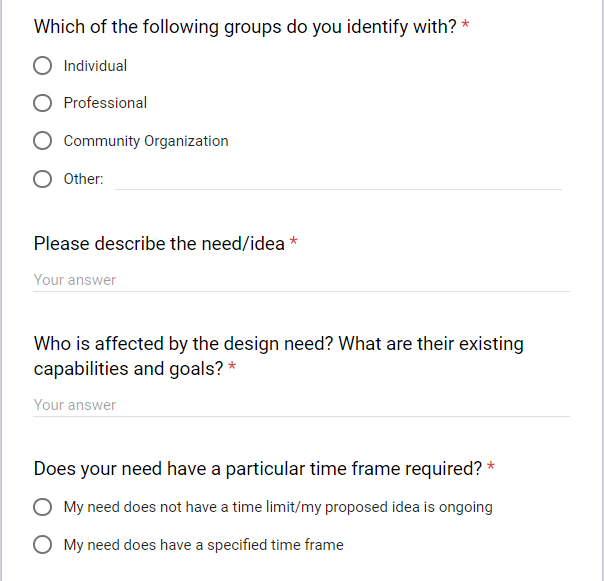 Which of the following groups do you identify with? *
Individual
Professional
Community Organization
Other:
Please describe the need/idea *
Your answer
Who is affected by the design need? What are their existing
capabilities and goals? *
Your answer
Does your need have a particular time frame required? *
My need does not have a time limit/my proposed idea is ongoing
My need does have a specified time frame